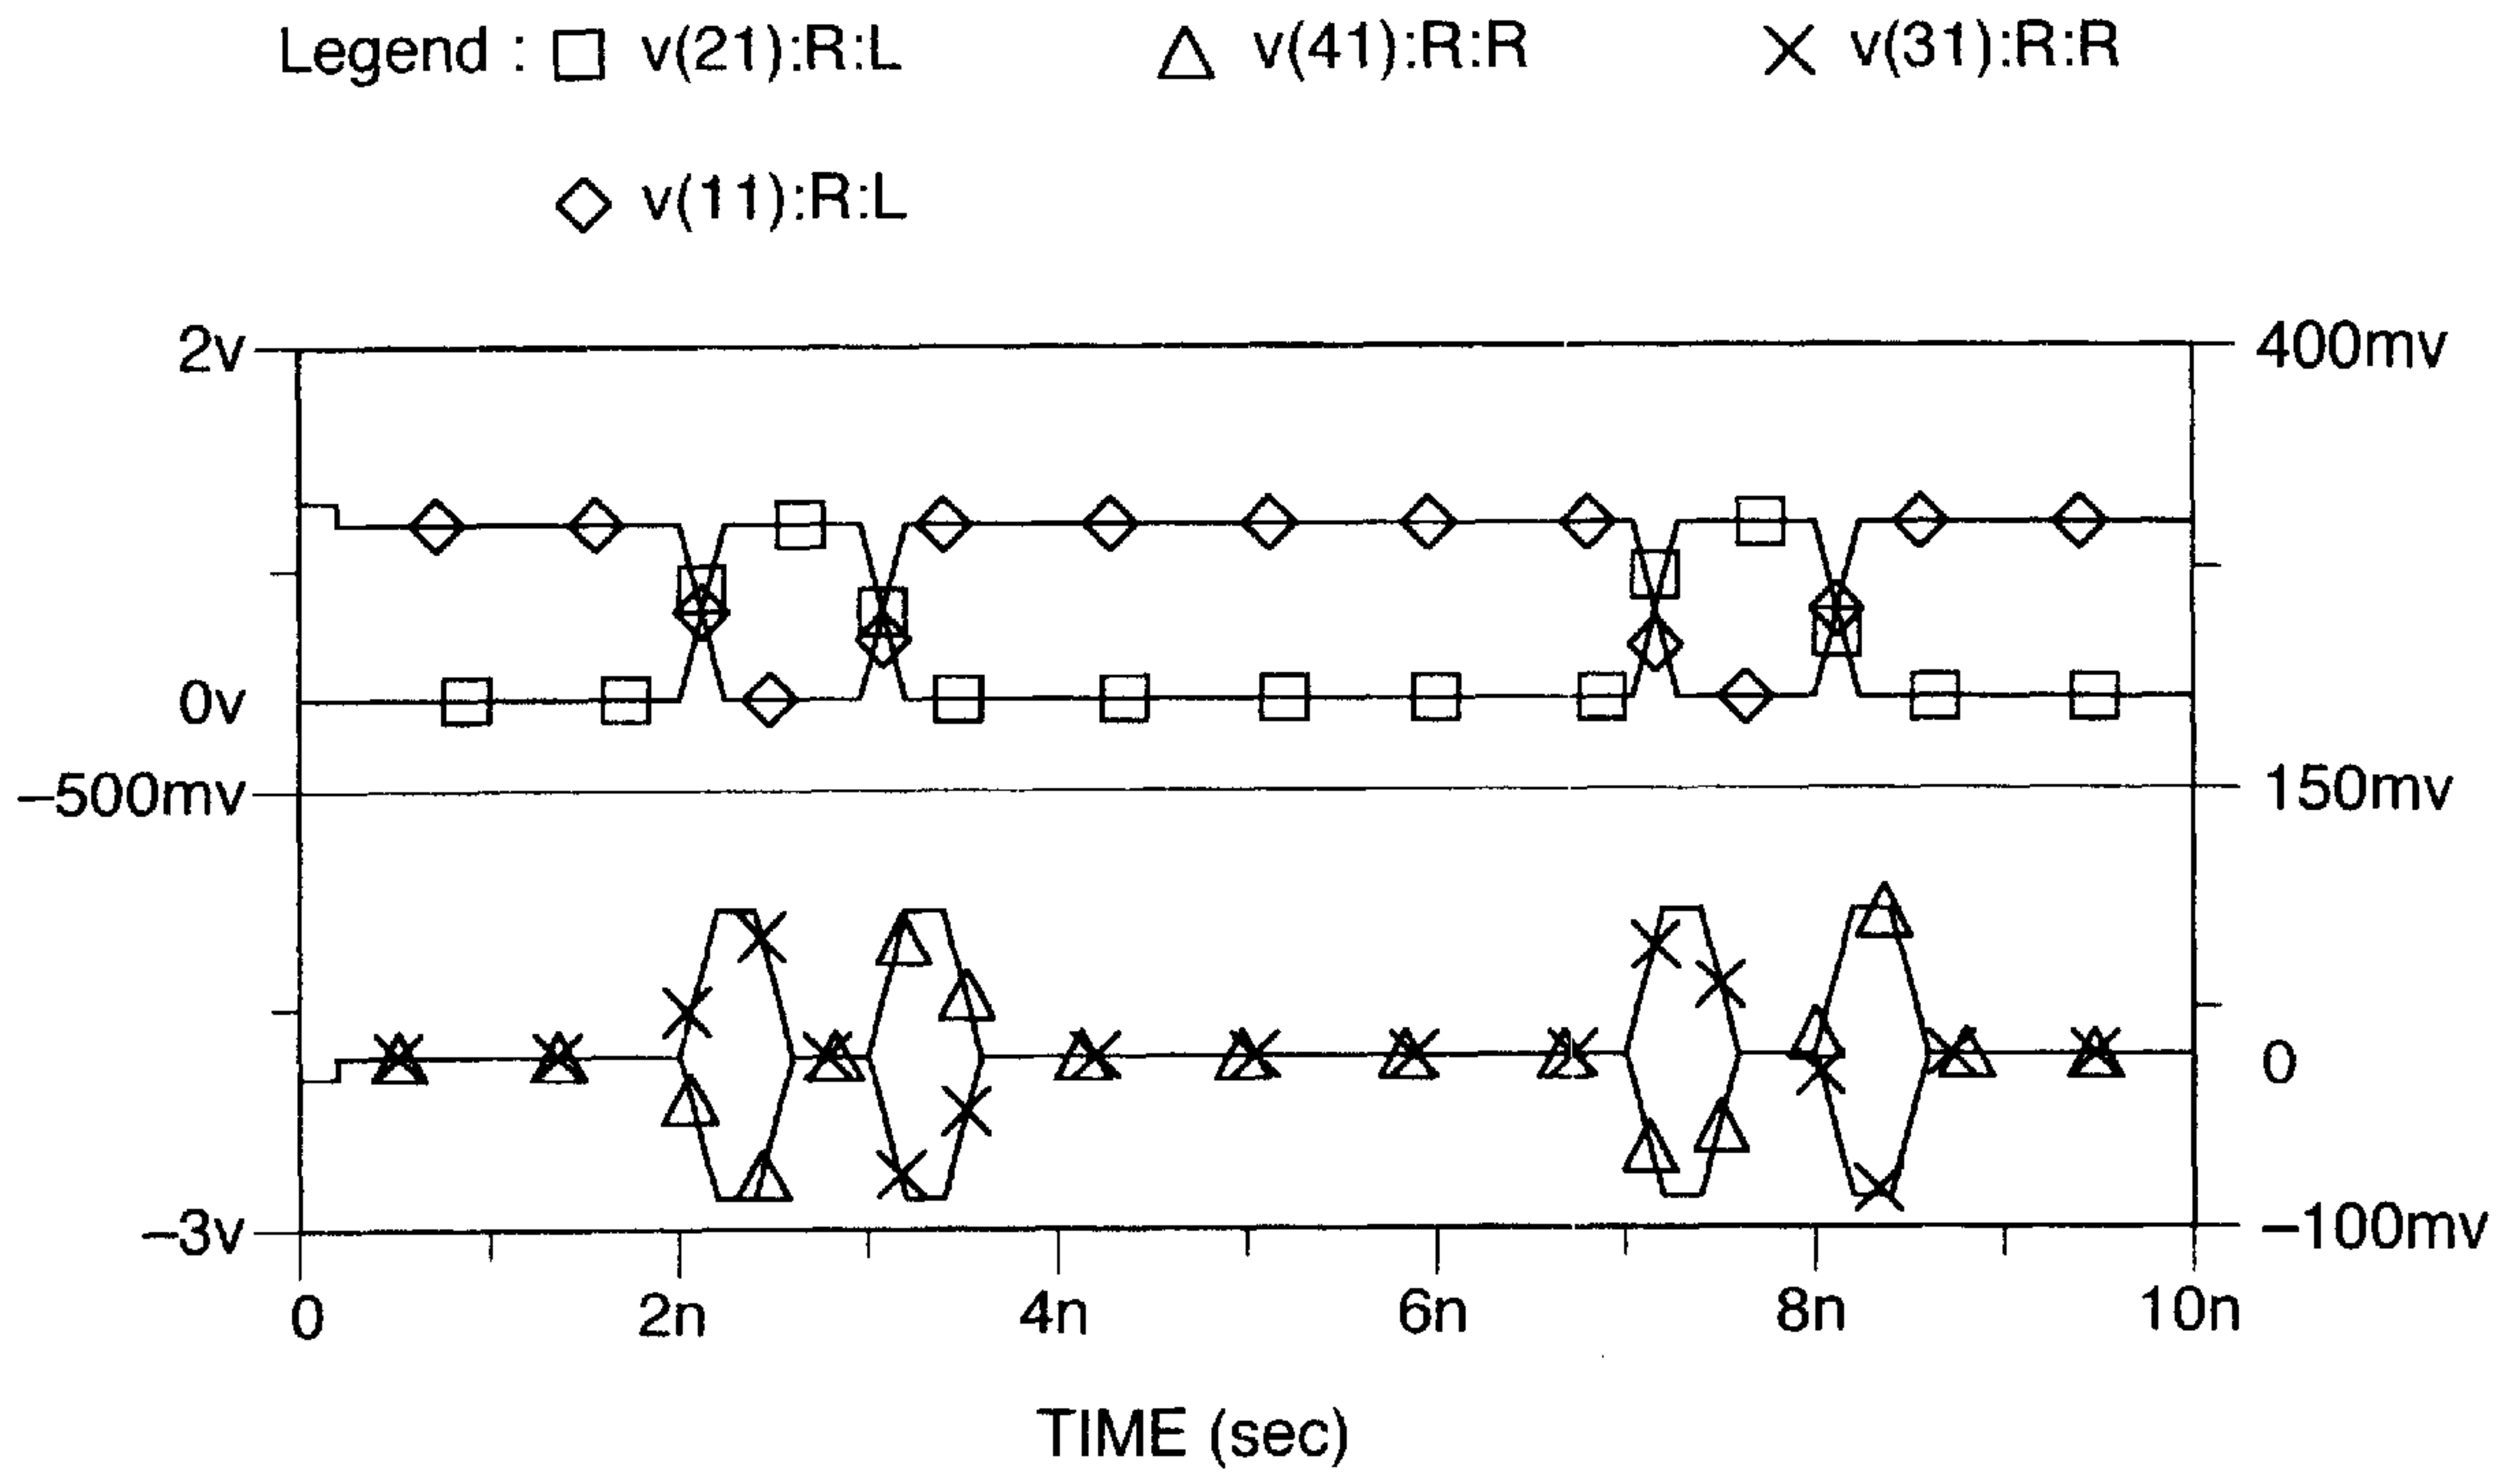 Legend : □ v(21):R:L △ v(41):R:R × v(31):R:R
◇ v(11):R:L
2v 400mv
0v
–500mv 150mv
0
–3v –100mv
0 2n 4n 6n 8n 10n
TIME (sec)